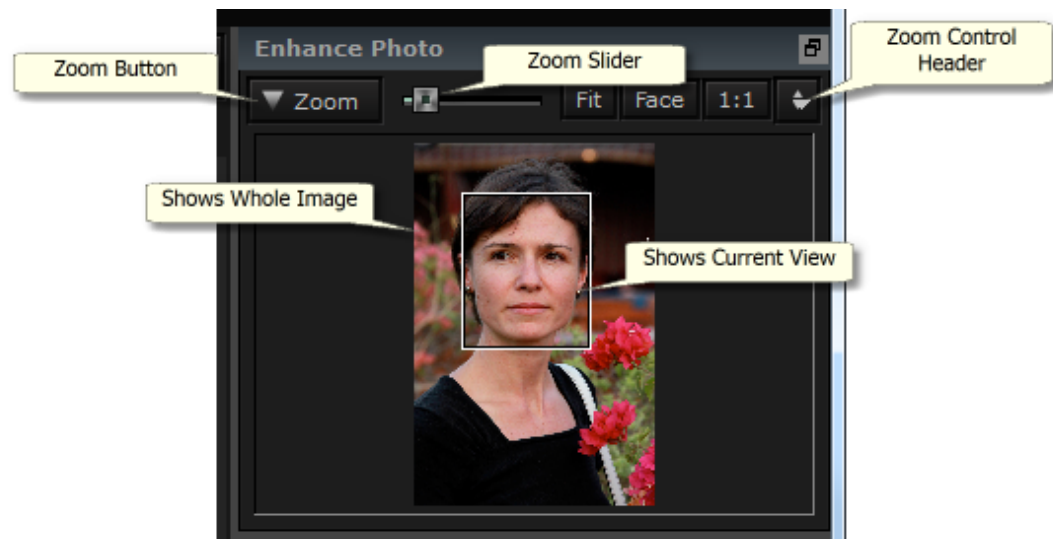 Enhance Photo
Zoom Button
Zoom Slider
Zoom Control
Header
Zoom
Fit
Face
1:1
Shows Whole Image
Shows Current View